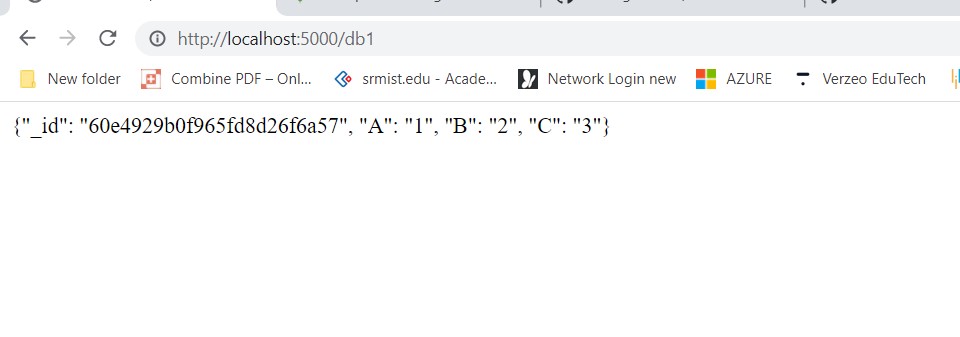 http://localhost:5000/db1
New folder
Combine PDF – Onl...
srmist.edu - Acade...
Network Login new
AZURE
Verzeo EduTech
{"_id": "60e4929b0f965fd8d26f6a57", "A": "1", "B": "2", "C": "3"}